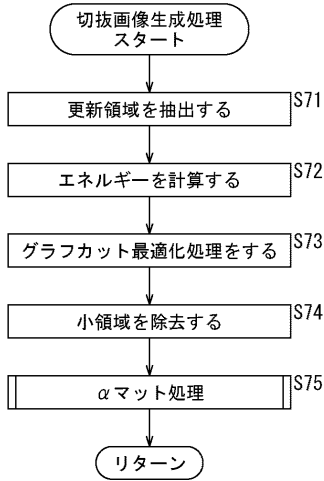 切抜画像生成処理
スタート
S71
更新領域を抽出する
S72
エネルギーを計算する
S73
グラフカット最適化処理をする
S74
小領域を除去する
S75
αマット処理
リターン